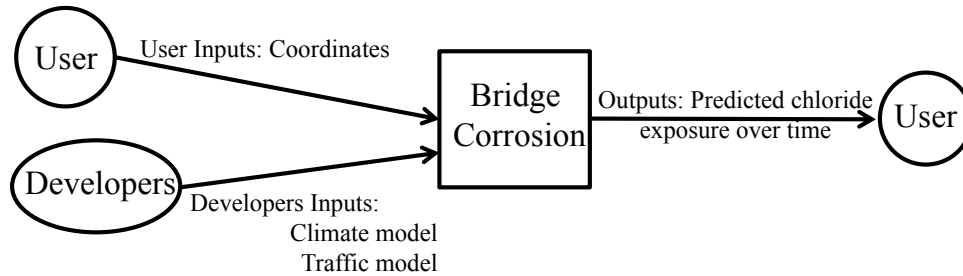 User
User Inputs: Coordinates
Developers
Developers Inputs:
Climate model
Traffic model
Bridge
Corrosion
Outputs: Predicted chloride
exposure over time
User